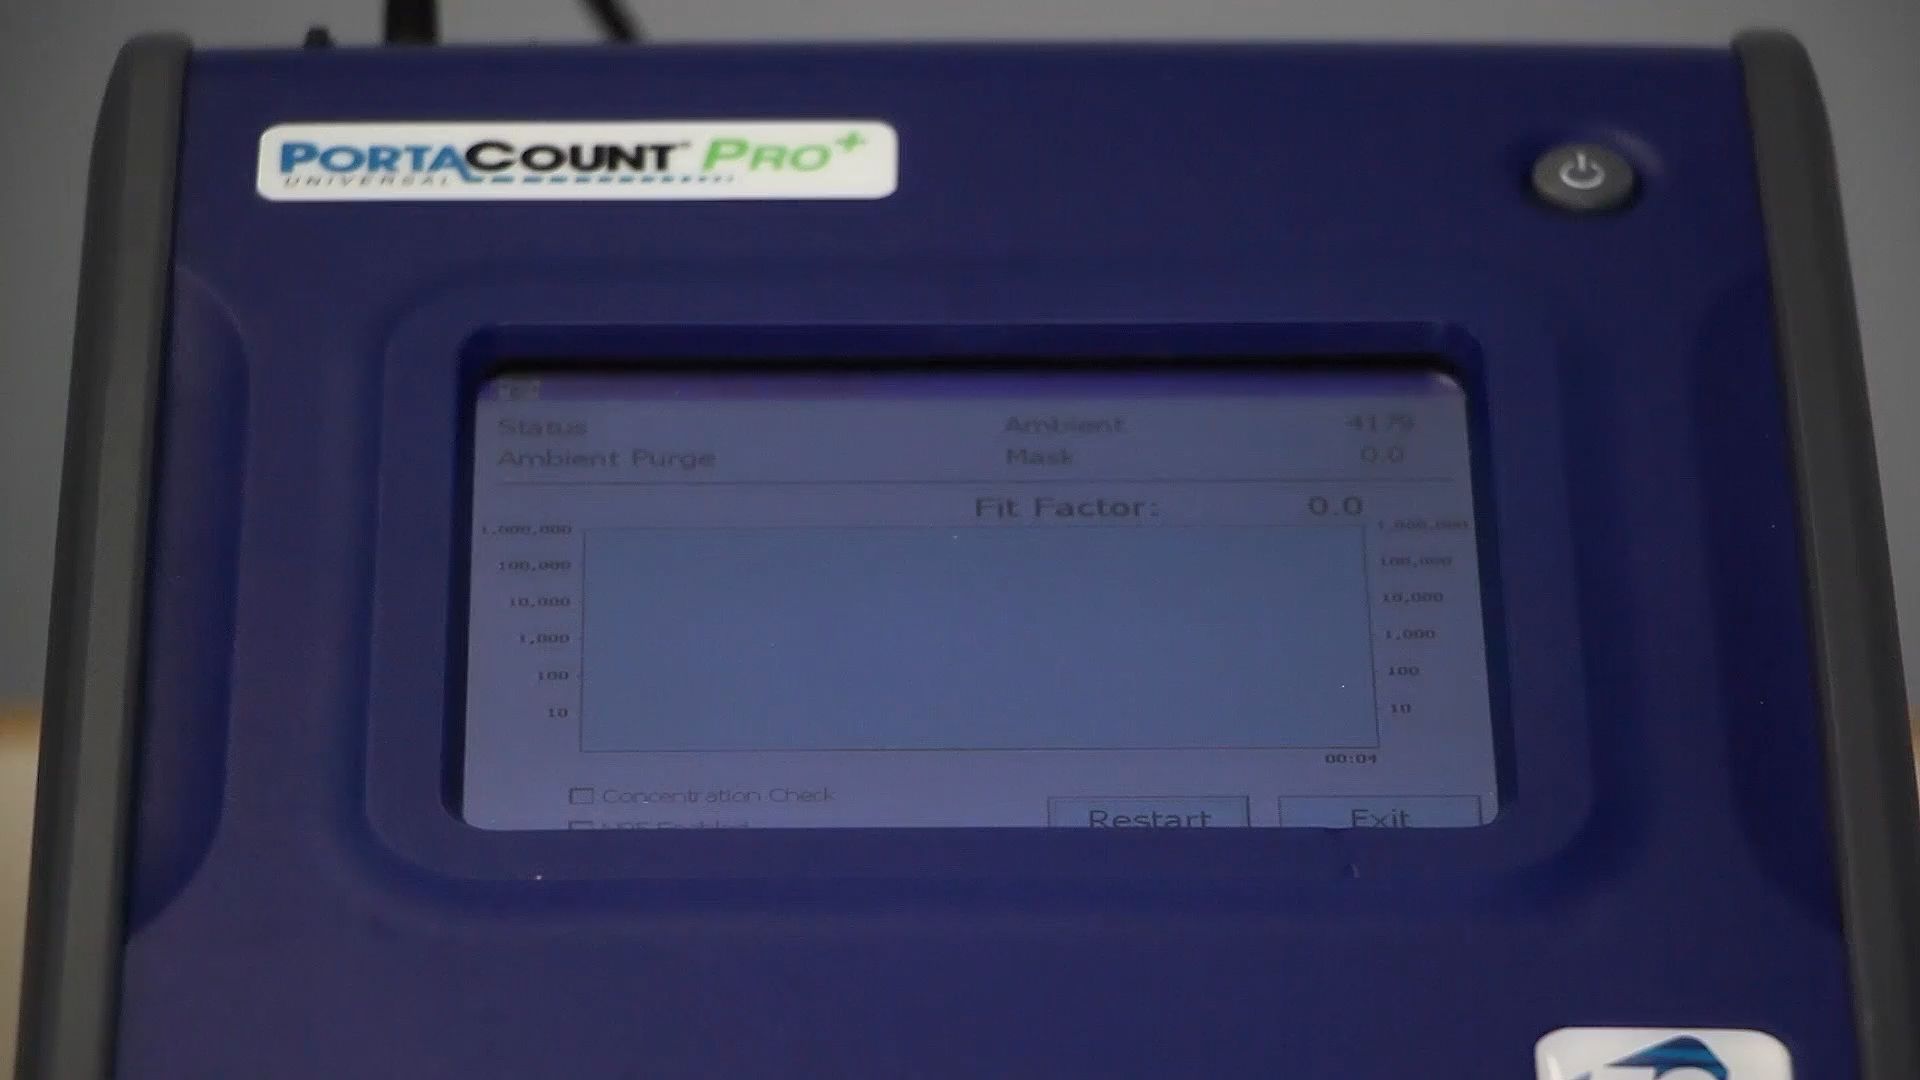 PORTACOUNT PRO+
UNIVERSAL
Status Ambient 4179
Ambient Purge Mask 0.0
Fit Factor: 0.0
1,000,000 1,000,000
100,000 100,000
10,000 10,000
1,000 1,000
100 100
10 10
00:04
Concentration Check
Restart Exit